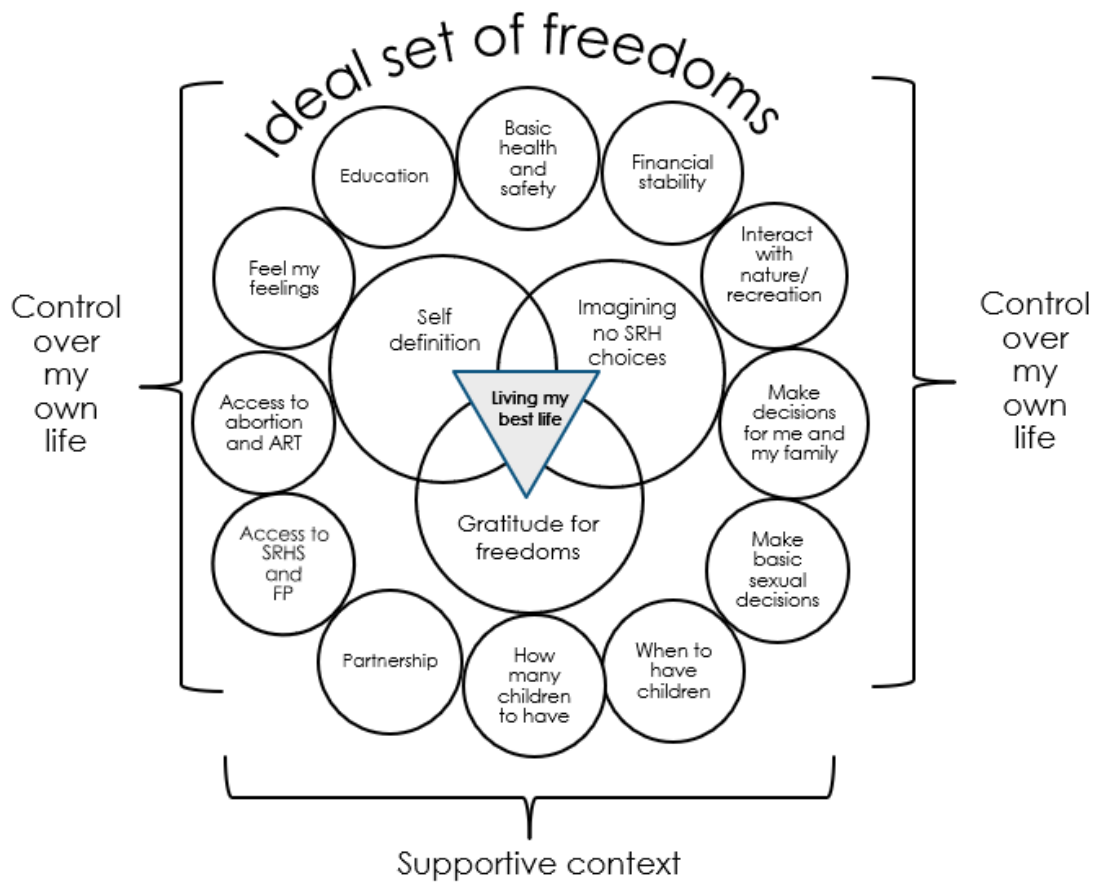 Ideal set of freedoms
Basic
health
and
safety
Education
Financial
stability
Interact
with
nature/
recreation
Feel my
feelings
Self
definition
Imagining
no SRH
choices
Control
over
my
own
life
Control
over
my
own
life
Living my
best life
Access to
abortion
and ART
Make
decisions
for me and
my family
Gratitude for
freedoms
Access to
SRHS
and
FP
Make
basic
sexual
decisions
Partnership
How
many
children
to have
When to
have
children
Supportive context